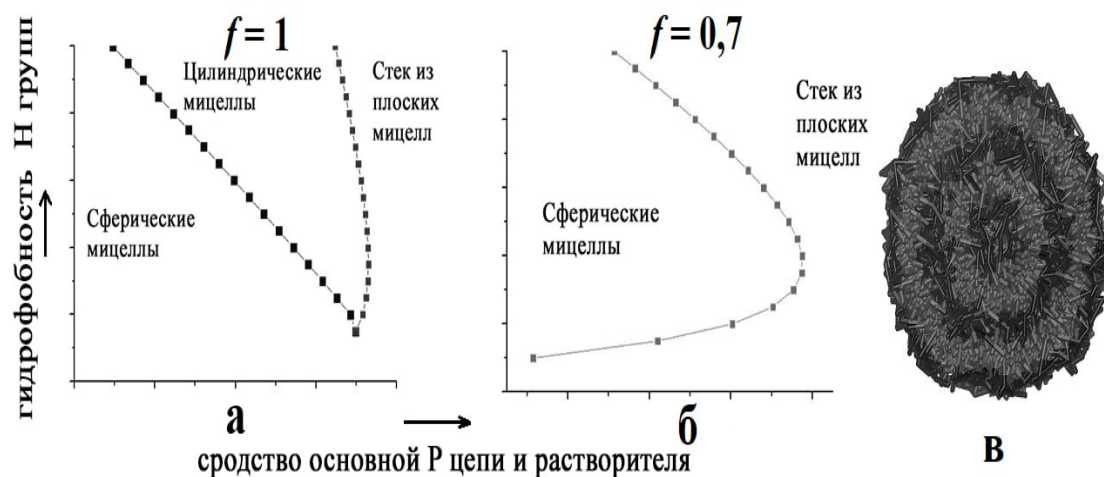 f = 1
f = 0,7
гидрофобность Н групп
Цилиндрические
мицеллы
Стек из
плоских
мицелл
Сферические
мицеллы
Сферические
мицеллы
Стек из
плоских
мицелл
а
б
в
сродство основной Р цепи и растворителя